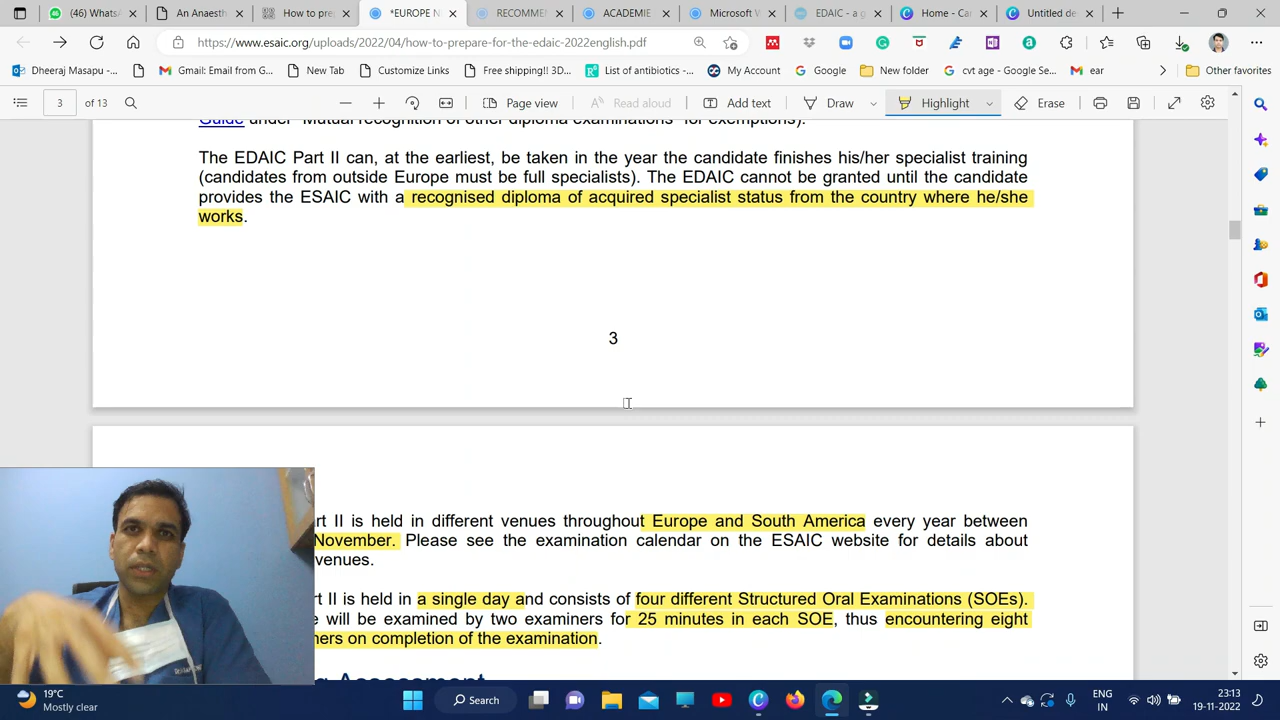 (46) WhatsA
An Anaesth
How to prep
*EUROPE N
RECOMME
ACADEMIE
Microsoft W
EDAIC - a g
Home - Can
Untitled de
https://www.esaic.org/uploads/2022/04/how-to-prepare-for-the-edaic-2022english.pdf
Dheeraj Masapu -...
Gmail: Email from G...
New Tab
Customize Links
Free shipping!! 3D...
List of antibiotics -...
My Account
Google
New folder
cvt age - Google Se...
ear
Other favorites
3 of 13
Page view
Read aloud
Add text
Draw
Highlight
Erase
Guide under "Mutual recognition of other diploma examinations" for exemptions).
The EDAIC Part II can, at the earliest, be taken in the year the candidate finishes his/her specialist training
(candidates from outside Europe must be full specialists). The EDAIC cannot be granted until the candidate
provides the ESAIC with a recognised diploma of acquired specialist status from the country where he/she
works.
3
rt II is held in different venues throughout Europe and South America every year between
November. Please see the examination calendar on the ESAIC website for details about
venues.
rt II is held in a single day and consists of four different Structured Oral Examinations (SOEs).
will be examined by two examiners for 25 minutes in each SOE, thus encountering eight
ners on completion of the examination.
g Assessment
19°C
Mostly clear
Search
ENG
IN
23:13
19-11-2022